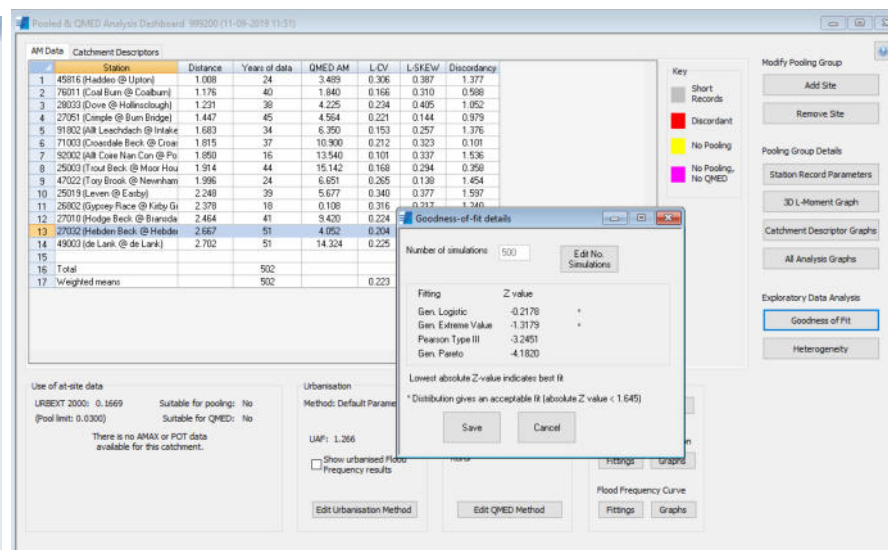 Pooled & QMED Analysis Dashboard 999200 (11-09-2019 11:51)
AM Data Catchment Descriptors
Station Distance Years of data QMED AM L-CV L-SKEW Discordancy
1 45816 (Haddeo @ Upton) 1.008 24 3.489 0.306 0.387 1.377
2 76011 (Coal Burn @ Coalburn) 1.176 40 1.840 0.166 0.310 0.588
3 28033 (Dove @ Hollinsclough) 1.231 38 4.225 0.234 0.405 1.052
4 27051 (Crimple @ Burn Bridge) 1.447 45 4.564 0.221 0.144 0.979
5 91802 (Allt Leachdach @ Intake 1.683 34 6.350 0.153 0.257 1.376
6 71003 (Croasdale Beck @ Croas 1.815 37 10.900 0.212 0.323 0.101
7 92002 (Allt Coire Nan Con @ Po 1.850 16 13.540 0.101 0.337 1.536
8 25003 (Trout Beck @ Moor Hou 1.914 44 15.142 0.168 0.294 0.358
9 47022 (Tory Brook @ Newnham 1.996 24 6.651 0.265 0.138 1.454
10 25019 (Leven @ Easby) 2.248 39 5.677 0.340 0.377 1.597
11 26802 (Gypsey Race @ Kirby Gr 2.378 18 0.108 0.316 0.217 1.240
12 27010 (Hodge Beck @ Bransda 2.464 41 9.420 0.224
13 27032 (Hebden Beck @ Hebder 2.667 51 4.052 0.204
14 49003 (de Lank @ de Lank) 2.702 51 14.324 0.225
15
16 Total 502
17 Weighted means 502 0.223
Key
Short
Records
Discordant
No Pooling
No Pooling,
No QMED
Modify Pooling Group
Add Site
Remove Site
Pooling Group Details
Station Record Parameters
3D L-Moment Graph
Catchment Descriptor Graphs
All Analysis Graphs
Exploratory Data Analysis
Goodness of Fit
Heterogeneity
Goodness-of-fit details
Number of simulations 500 Edit No.
Simulations
Fitting Z value
Gen. Logistic -0.2178 *
Gen. Extreme Value -1.3179 *
Pearson Type III -3.2451
Gen. Pareto -4.1820
Lowest absolute Z-value indicates best fit
* Distribution gives an acceptable fit (absolute Z value < 1.645)
Save Cancel
Use of at-site data
URBEXT 2000: 0.1669 Suitable for pooling: No
(Pool limit: 0.0300) Suitable for QMED: No
There is no AMAX or POT data
available for this catchment.
Urbanisation
Method: Default Parame
UAF: 1.266
Show urbanised Flood
Frequency results
Edit Urbanisation Method
Edit QMED Method
Fittings Graphs
Flood Frequency Curve
Fittings Graphs